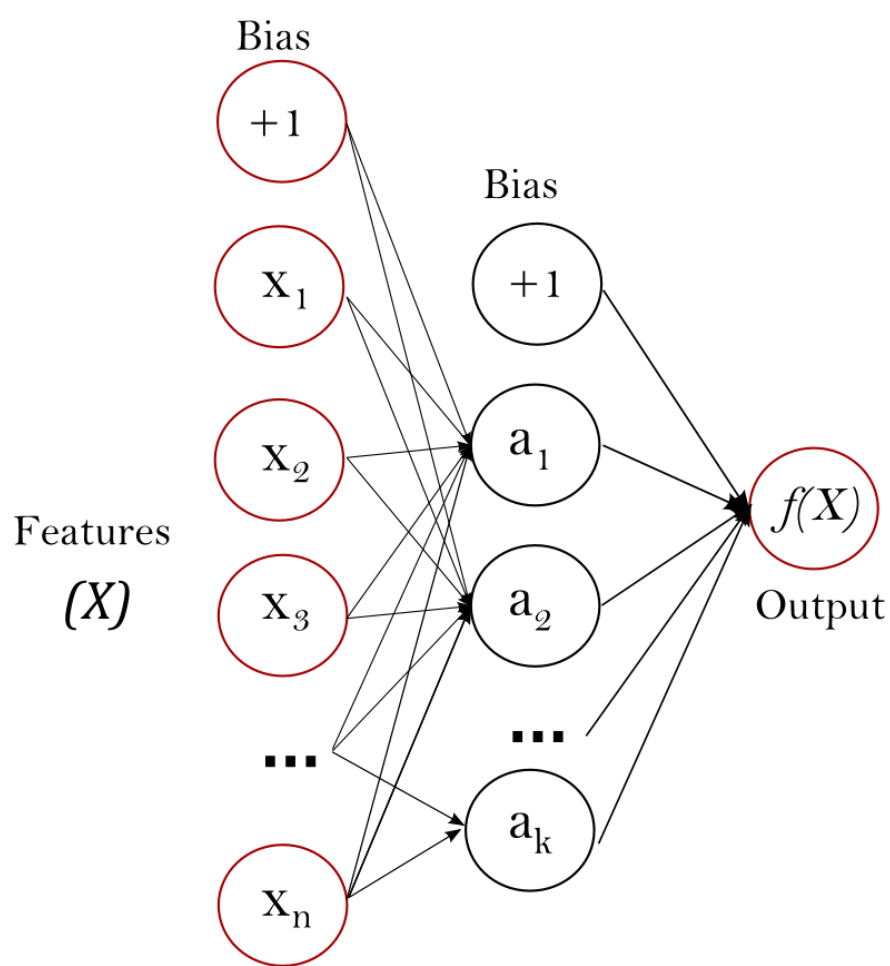 Bias
+1
Bias
x₁
+1
x₂
a₁
Features
(X)
f(X)
Output
x₃
a₂
...
...
aₖ
xₙ